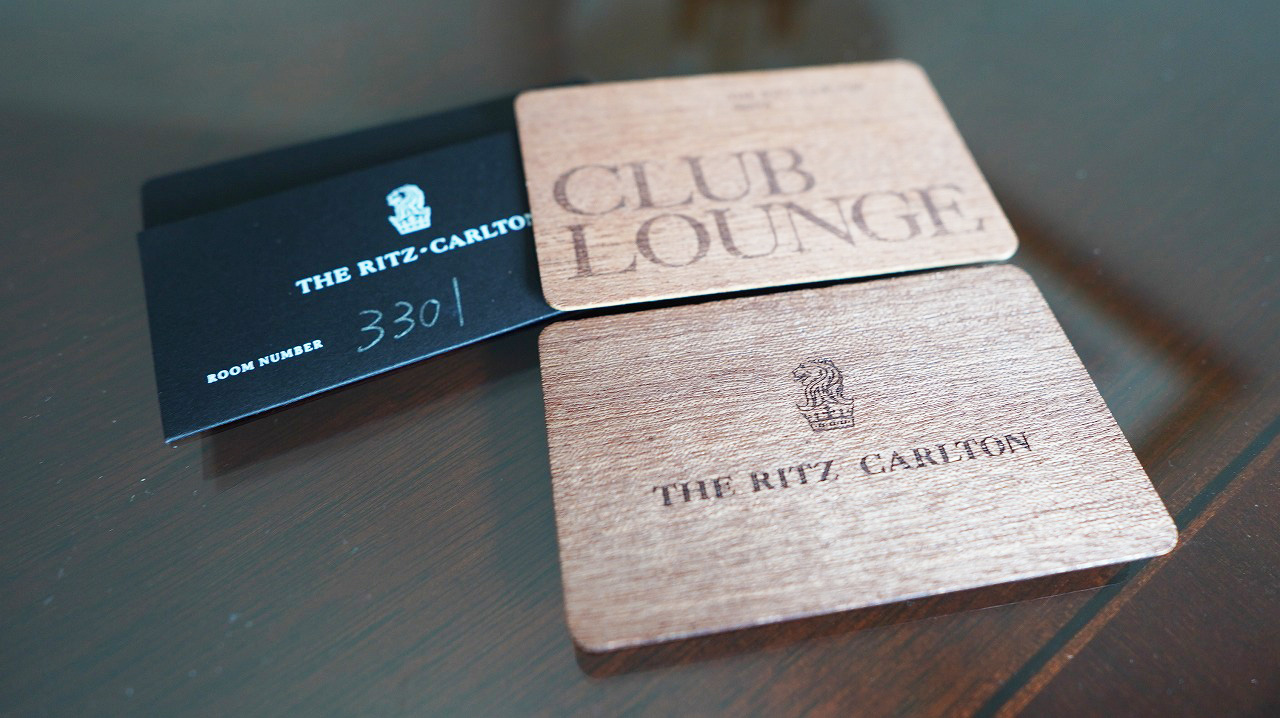 THE RITZ·CARLTON
ROOM NUMBER 3301
CLUB
LOUNGE
THE RITZ CARLTON